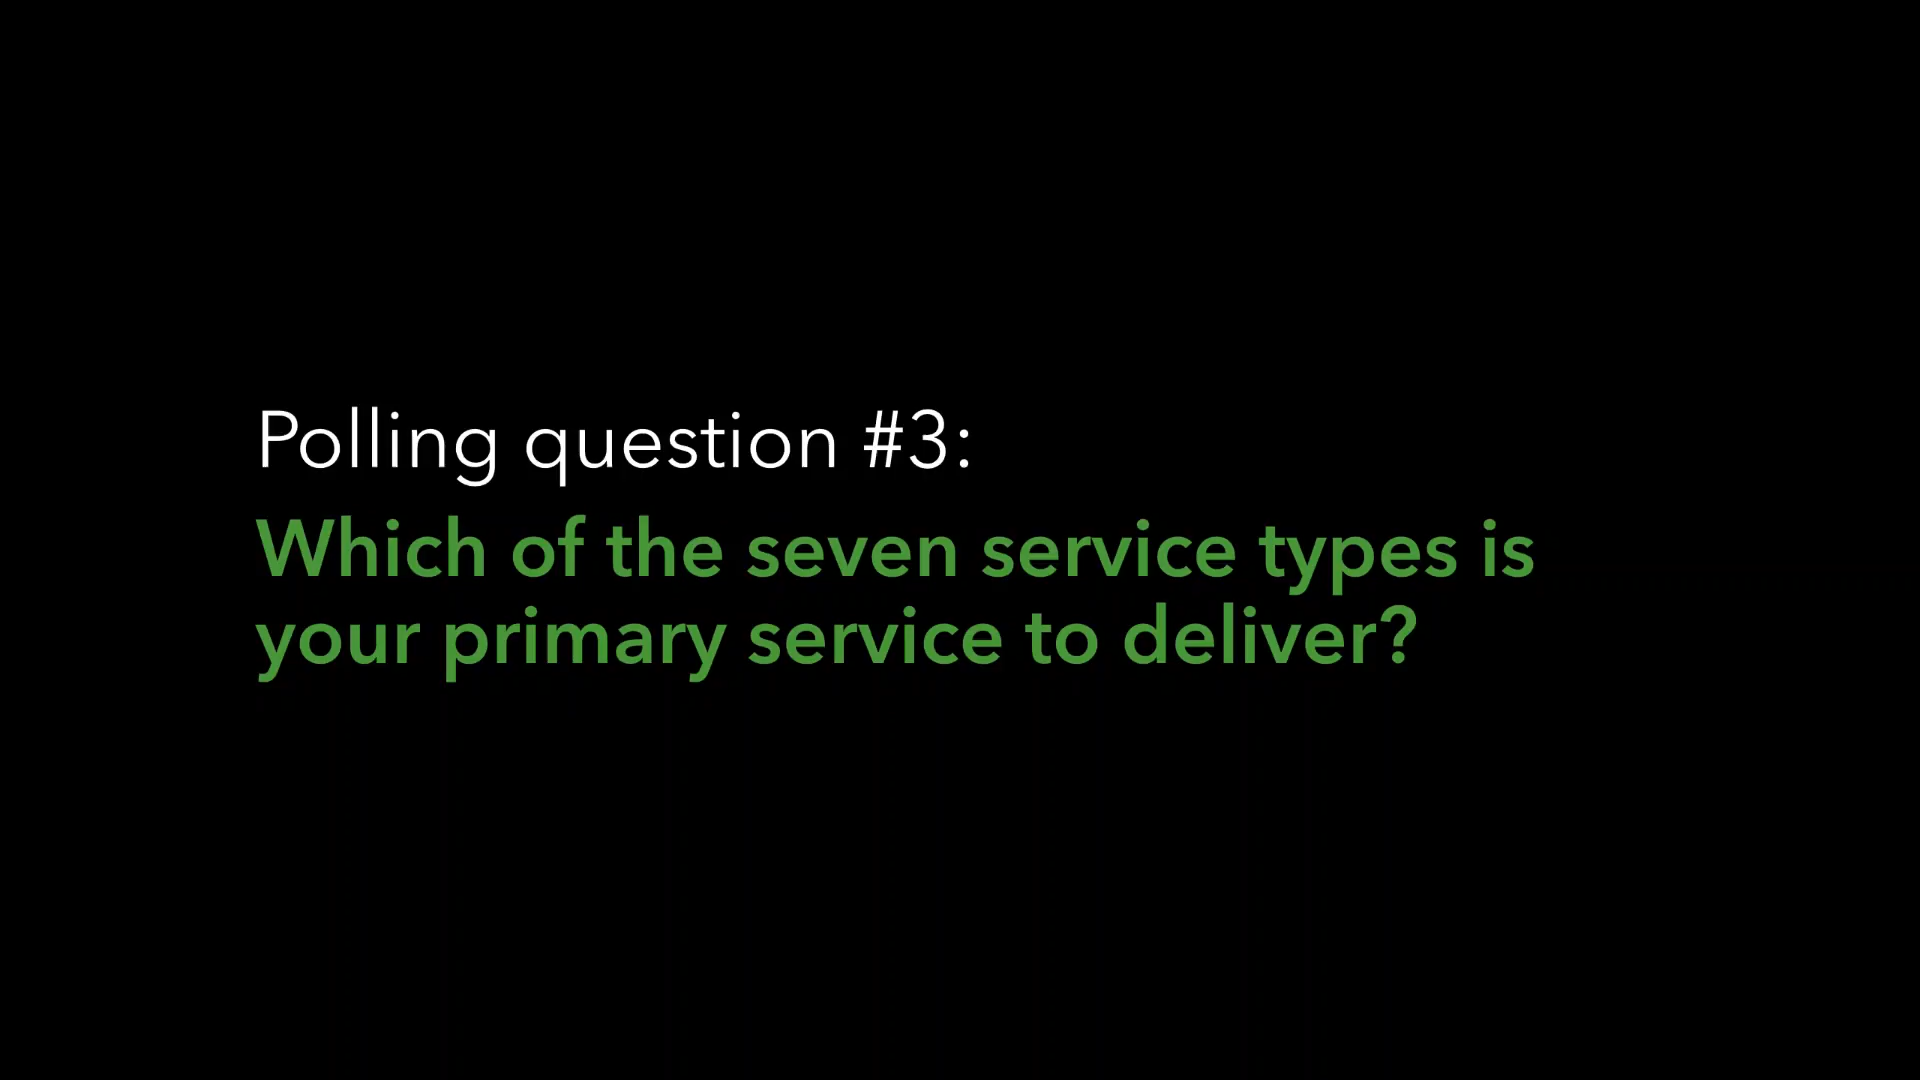 Polling question #3:
Which of the seven service types is
your primary service to deliver?